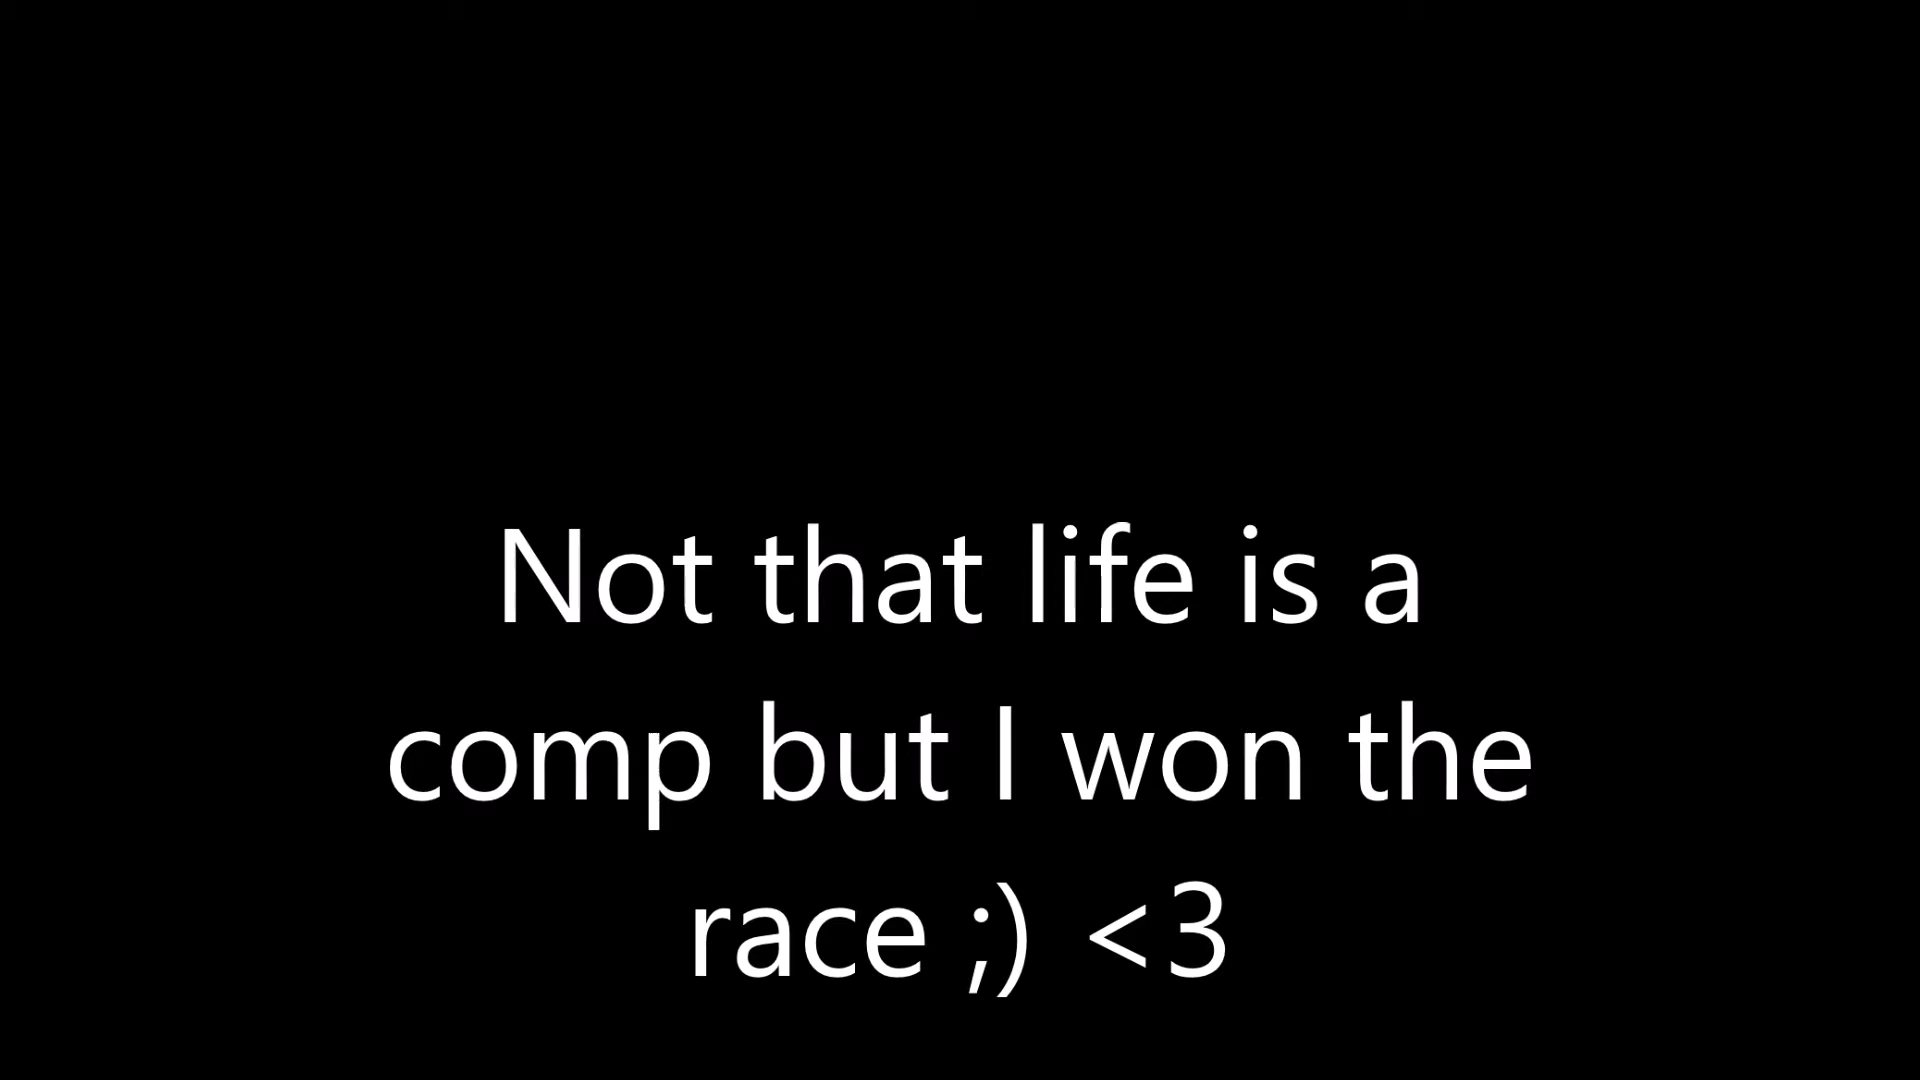 Not that life is a
comp but I won the
race ;) <3